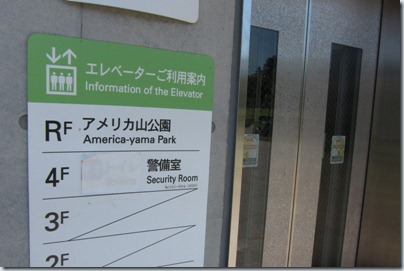 エレベーターご利用案内
Information of the Elevator
RF アメリカ山公園
America-yama Park
4F 警備室
Security Room
3F
2F